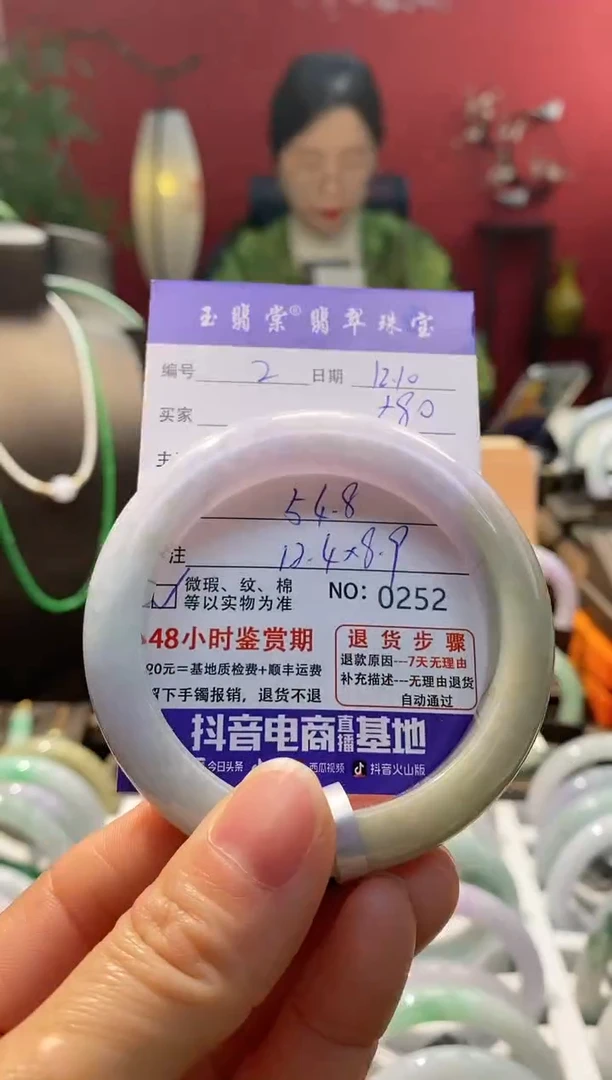 玉翡棠®翡翠珠宝
编号 2 日期 12.10
买家 +80
主
54.8
注 12.4×8.9
微瑕、纹、棉
等以实物为准
NO: 0252
48小时鉴赏期
20元=基地质检费+顺丰运费
下手镯报销，退货不退
退货步骤
退款原因---7天无理由
补充描述---无理由退货
自动通过
抖音电商直播基地
今日头条 西瓜视频 抖音火山版